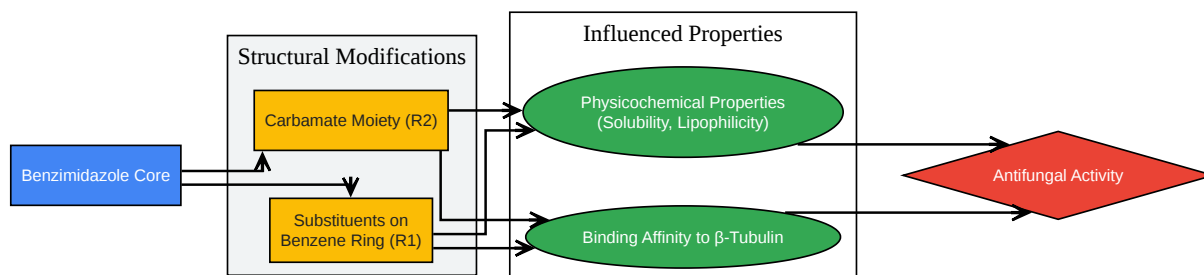 Structural Modifications
Influenced Properties
Benzimidazole Core
Carbamate Moiety (R2)
Substituents on
Benzene Ring (R1)
Physicochemical Properties
(Solubility, Lipophilicity)
Binding Affinity to β-Tubulin
Antifungal Activity